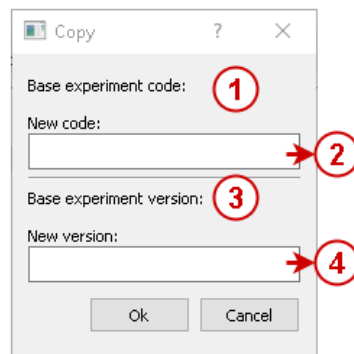 Copy ?
Base experiment code: 1
New code:
2
Base experiment version: 3
New version:
4
Ok Cancel